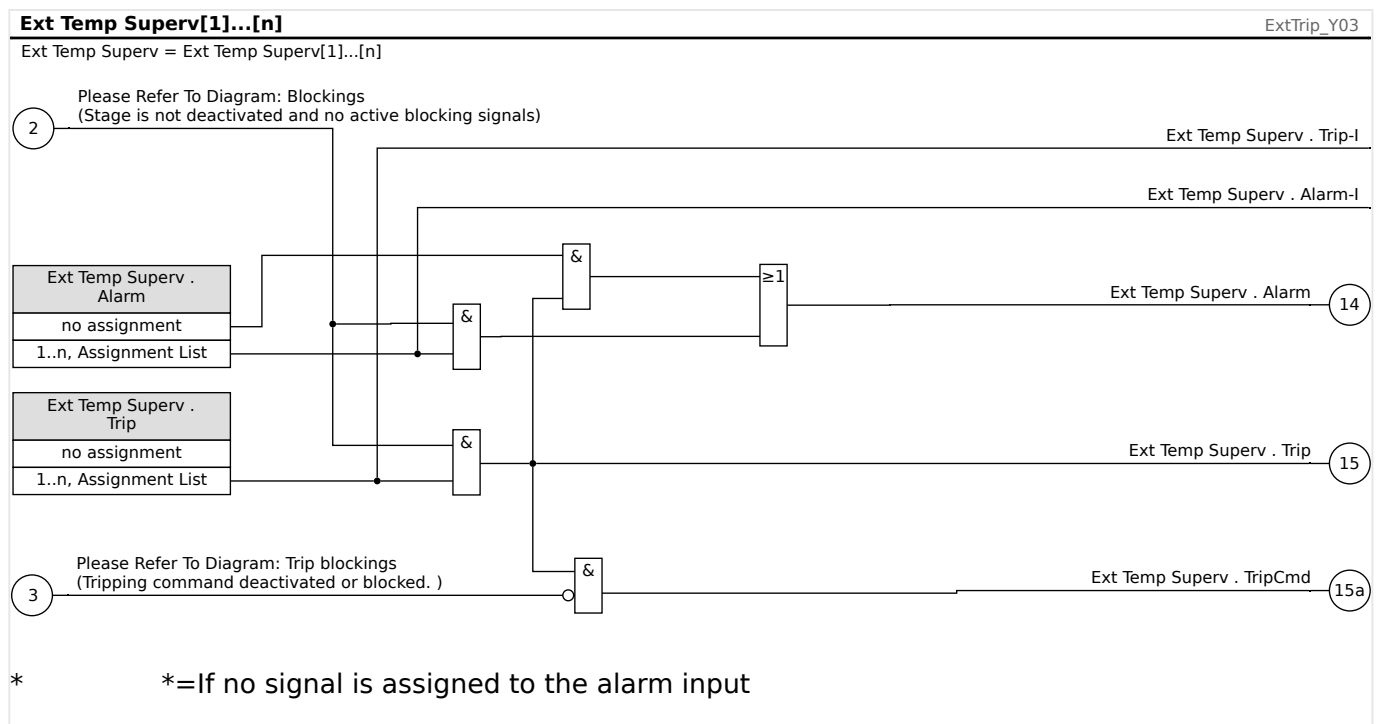 Ext Temp Superv[1]...[n]
ExtTrip_Y03
Ext Temp Superv = Ext Temp Superv[1]...[n]
Please Refer To Diagram: Blockings
(Stage is not deactivated and no active blocking signals)
2
Ext Temp Superv . Trip-I
Ext Temp Superv . Alarm-I
&
Ext Temp Superv .
Alarm
≥1
Ext Temp Superv . Alarm
14
no assignment
&
1..n, Assignment List
Ext Temp Superv .
Trip
no assignment
&
Ext Temp Superv . Trip
15
1..n, Assignment List
Please Refer To Diagram: Trip blockings
(Tripping command deactivated or blocked. )
3
&
Ext Temp Superv . TripCmd
15a
* *=If no signal is assigned to the alarm input